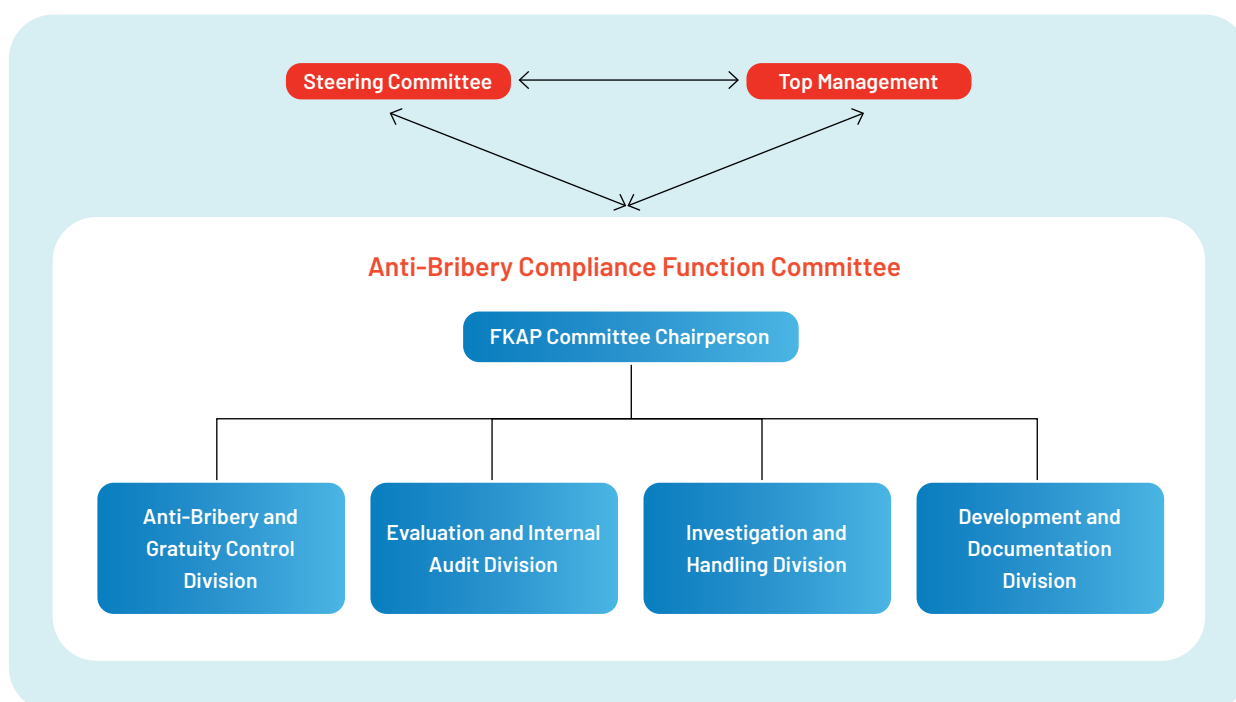 Steering Committee
Top Management
Anti-Bribery Compliance Function Committee
FKAP Committee Chairperson
Anti-Bribery and
Gratuity Control
Division
Evaluation and Internal
Audit Division
Investigation and
Handling Division
Development and
Documentation
Division